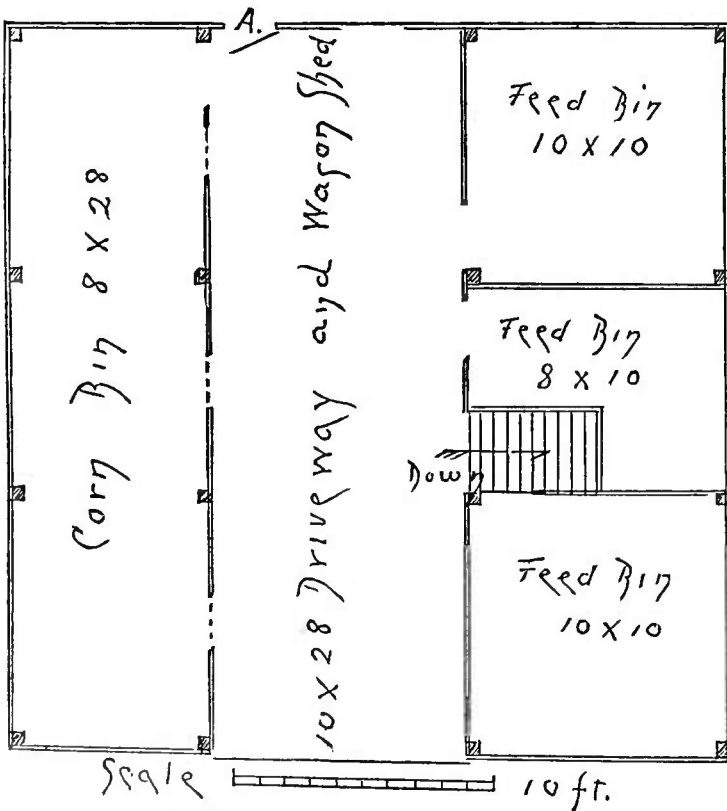 A.
Corn Bin 8 X 28
10 X 28 Driveway and Wagon Shed
Feed Bin
10 X 10
Feed Bin
8 X 10
Down
Feed Bin
10 X 10
Scale
10 ft.